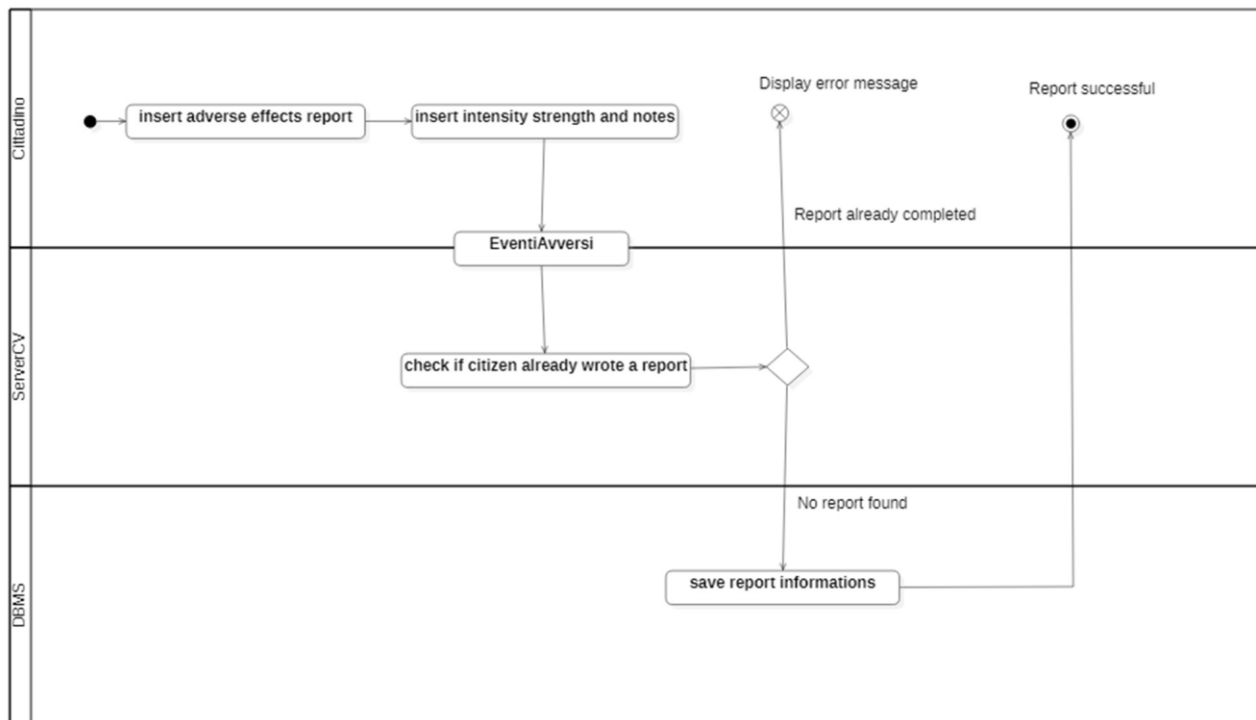 Cittadino
insert adverse effects report
insert intensity strength and notes
Display error message
Report successful
Report already completed
EventiAvversi
ServerCV
check if citizen already wrote a report
No report found
DBMS
save report informations